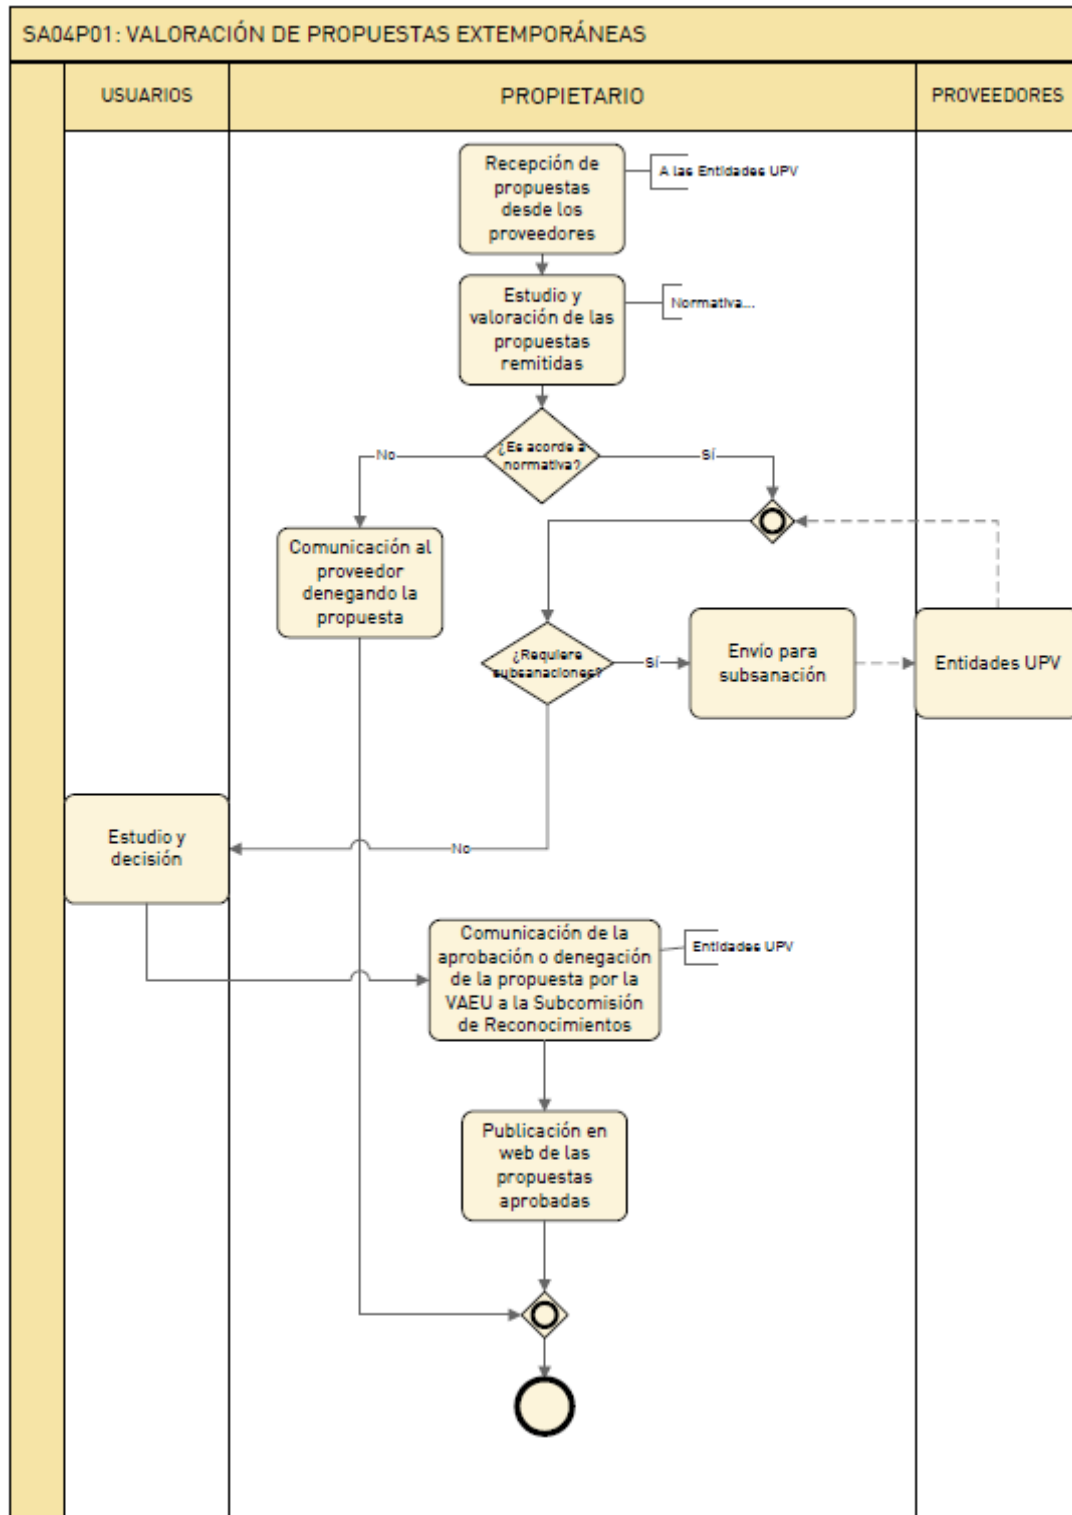 SA04P01: VALORACIÓN DE PROPUESTAS EXTEMPORÁNEAS
USUARIOS
PROPIETARIO
PROVEEDORES
Recepción de
propuestas
desde los
proveedores
A las Entidades UPV
Estudio y
valoración de las
propuestas
remitidas
Normativa...
¿Es acorde a
normativa?
No
Sí
Comunicación al
proveedor
denegando la
propuesta
¿Requiere
subsanaciones?
Sí
Envío para
subsanación
Entidades UPV
Estudio y
decisión
No
Comunicación de la
aprobación o denegación
de la propuesta por la
VAEU a la Subcomisión
de Reconocimientos
Entidades UPV
Publicación en
web de las
propuestas
aprobadas